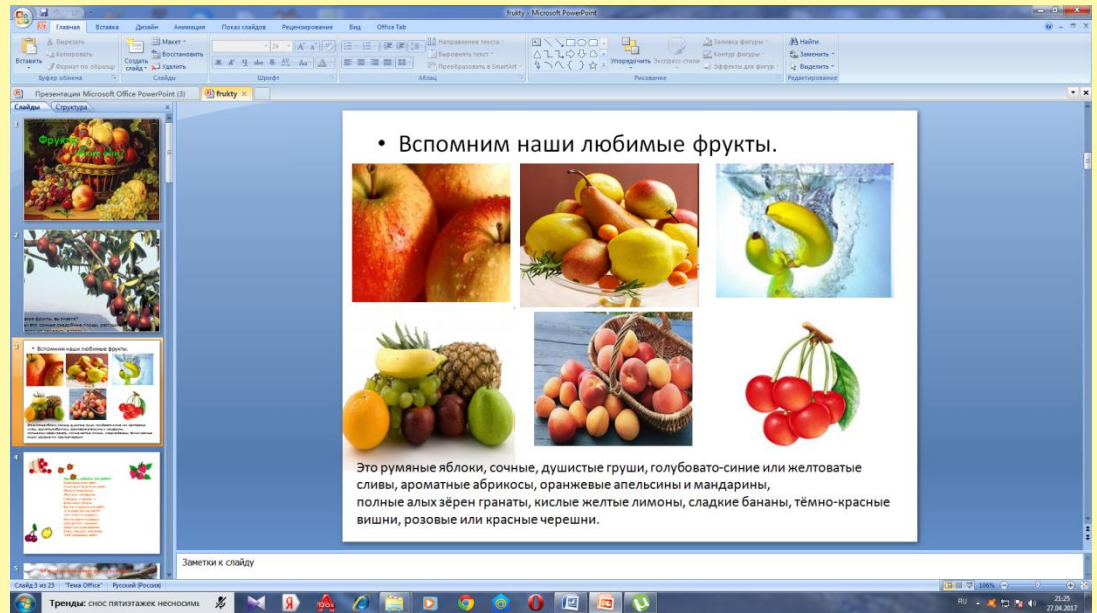 frukty - Microsoft PowerPoint
Главная Вставка Дизайн Анимация Показ слайдов Рецензирование Вид Office Tab
Вставить
Вырезать
Копировать
Формат по образцу
Буфер обмена
Создать слайд
Макет
Восстановить
Удалить
Слайды
Шрифт
Направление текста
Выровнять текст
Преобразовать в SmartArt
Абзац
Упорядочить
Экспресс-стили
Заливка фигуры
Контур фигуры
Эффекты для фигур
Рисование
Найти
Заменить
Выделить
Редактирование
Презентация Microsoft Office PowerPoint (3) frukty
Слайды Структура
• Вспомним наши любимые фрукты.
Это румяные яблоки, сочные, душистые груши, голубовато-синие или желтоватые
сливы, ароматные абрикосы, оранжевые апельсины и мандарины,
полные алых зёрен гранаты, кислые желтые лимоны, сладкие бананы, тёмно-красные
вишни, розовые или красные черешни.
Заметки к слайду
Слайд 3 из 23 "Тема Office" Русский (Россия) 106%
Тренды: снос пятиэтажек несносимы
RU 21:25
27.04.2017